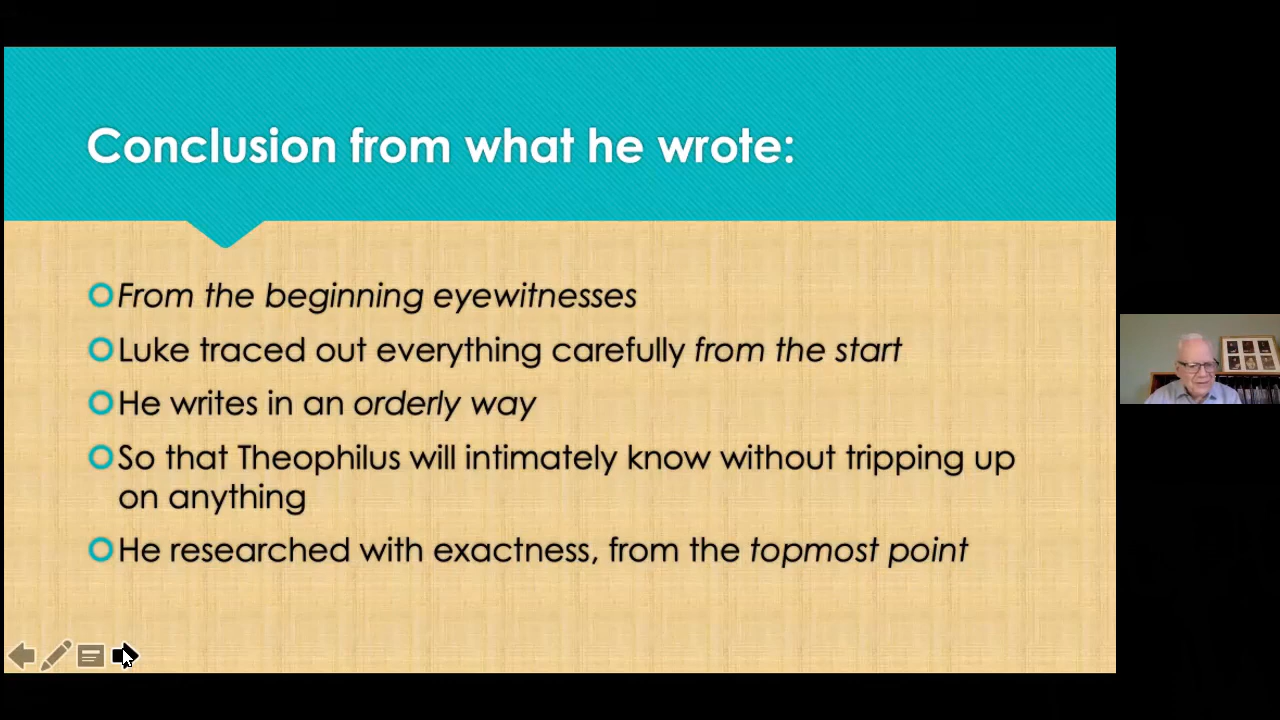 Conclusion from what he wrote:
From the beginning eyewitnesses
Luke traced out everything carefully from the start
He writes in an orderly way
So that Theophilus will intimately know without tripping up
on anything
He researched with exactness, from the topmost point